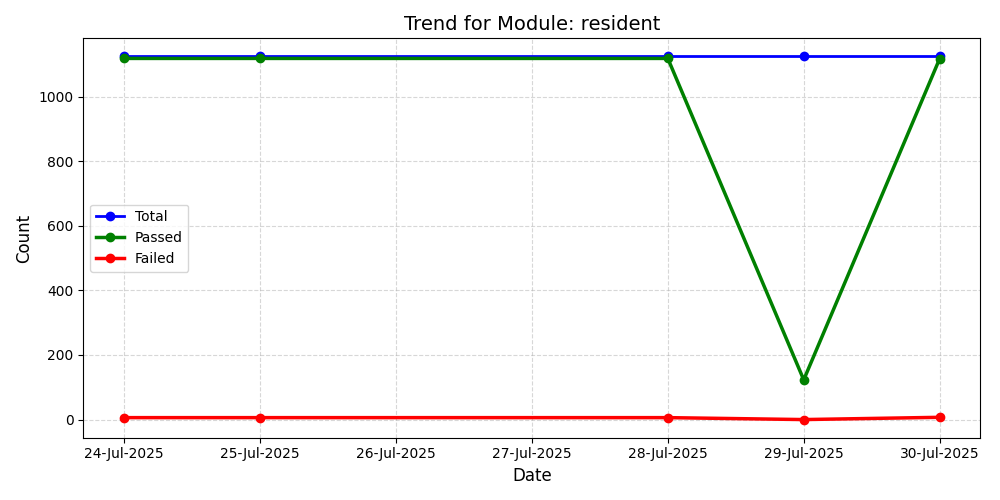 Trend for Module: resident
Count
1000
800
600
400
200
0
Total
Passed
Failed
24-Jul-2025 25-Jul-2025 26-Jul-2025 27-Jul-2025 28-Jul-2025 29-Jul-2025 30-Jul-2025
Date